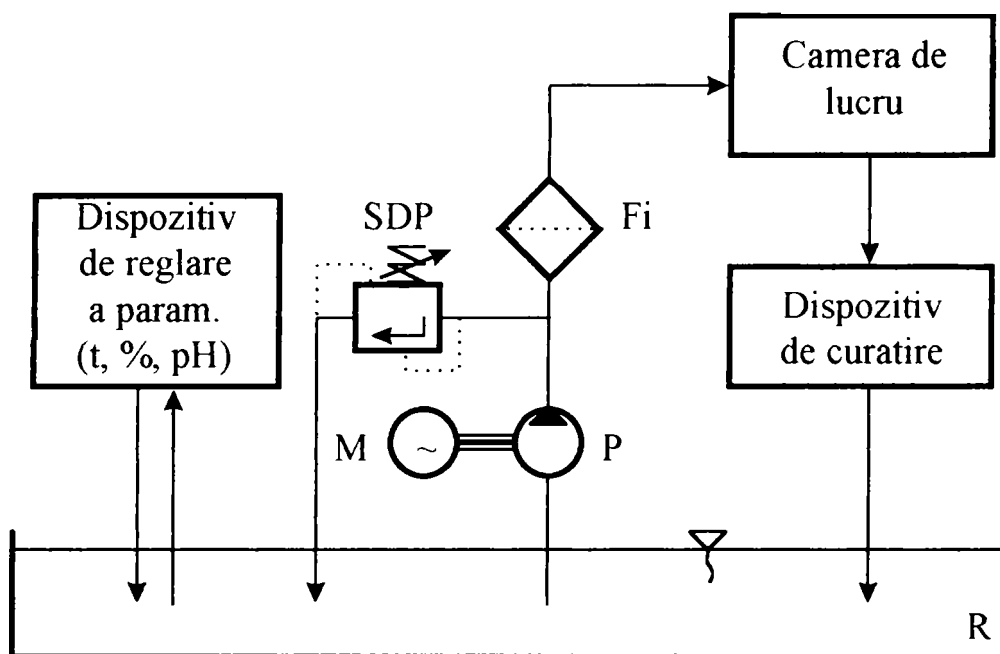 Camera de
lucru
Dispozitiv
de reglare
a param.
(t, %, pH)
SDP
Fi
Dispozitiv
de curatire
M
~
P
R